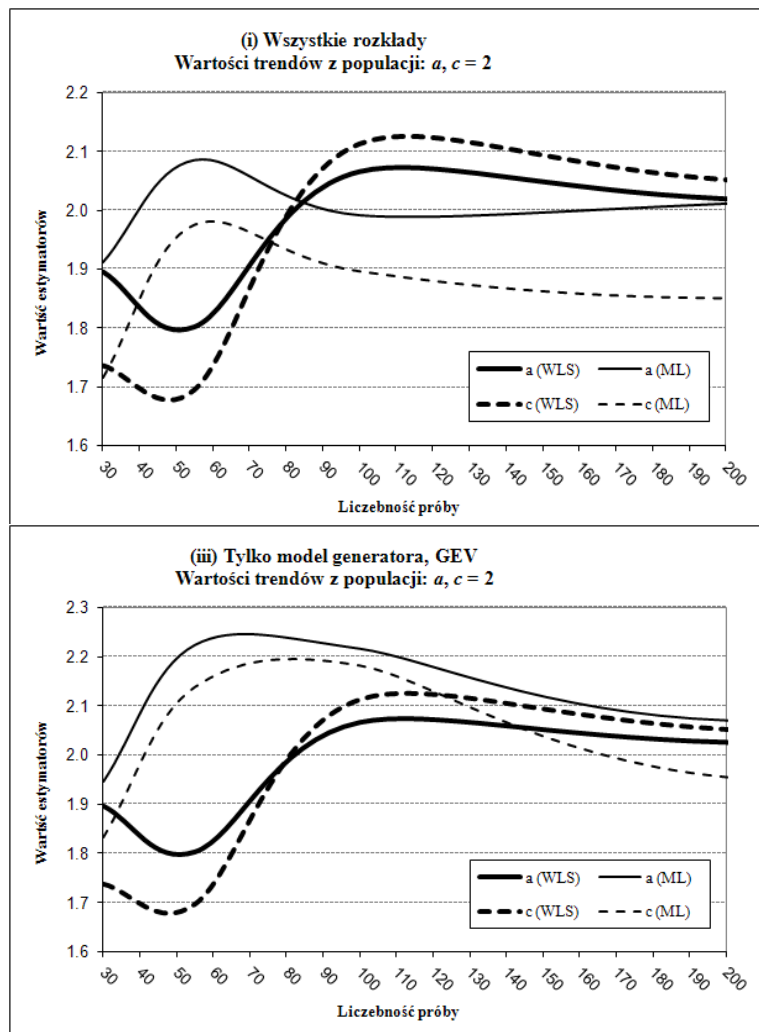 (i) Wszystkie rozkłady
Wartości trendów z populacji: a, c = 2
2.2
2.1
2.0
1.9
1.8
1.7
1.6
Wartść estymatorów
a (WLS) a (ML)
c (WLS) c (ML)
30 40 50 60 70 80 90 100 110 120 130 140 150 160 170 180 190 200
Liczebność próby
(iii) Tylko model generatora, GEV
Wartości trendów z populacji: a, c = 2
2.3
2.2
2.1
2.0
1.9
1.8
1.7
1.6
Wartść estymatorów
a (WLS) a (ML)
c (WLS) c (ML)
30 40 50 60 70 80 90 100 110 120 130 140 150 160 170 180 190 200
Liczebność próby